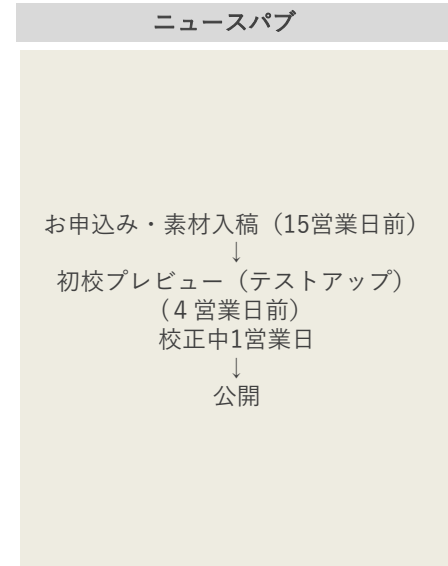 ニュースパブ
お申込み・素材入稿（15営業日前）
↓
初校プレビュー（テストアップ）
（４営業日前）
校正中1営業日
↓
公開